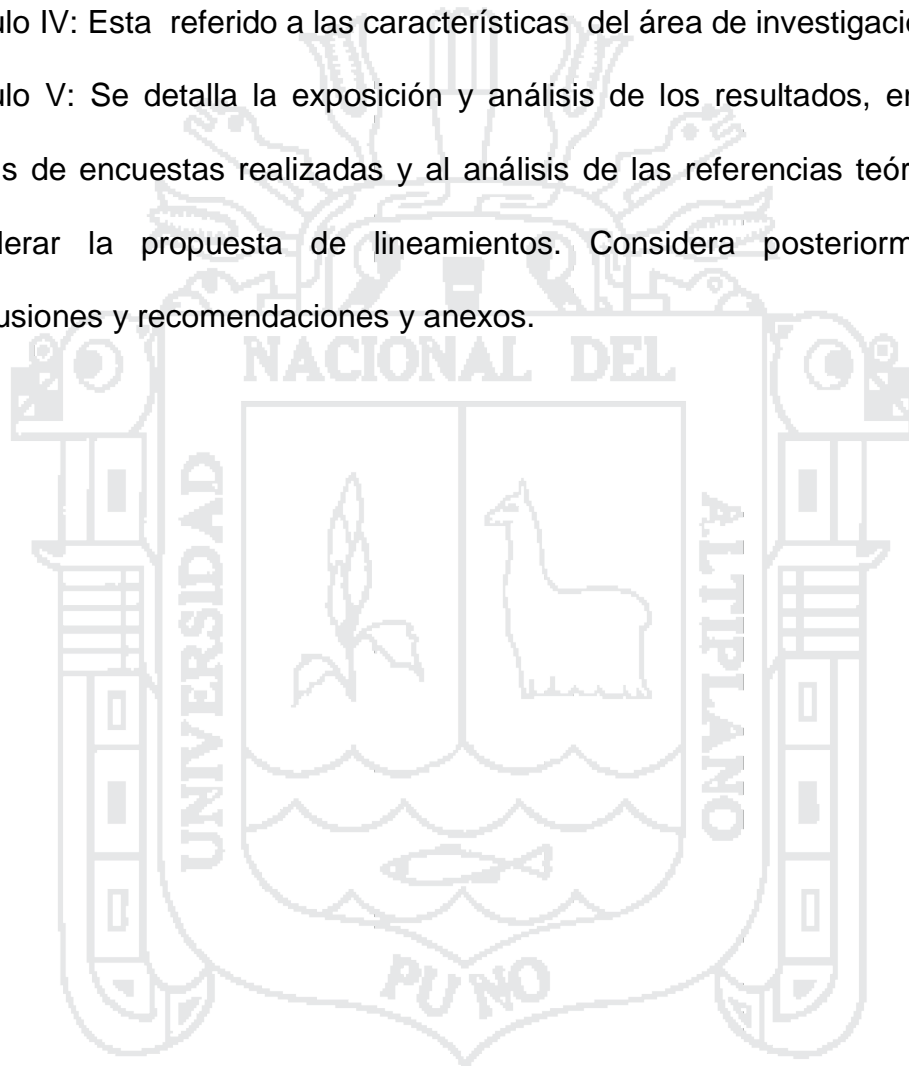 ulo IV: Esta  referido a las características  del área de investigació
ulo V: Se detalla la exposición y análisis de los resultados, en
s de encuestas realizadas y al análisis de las referencias teór
lerar la propuesta de lineamientos. Considera posteriorm
usiones y recomendaciones y anexos.
NACIONAL DEL
UNIVERSIDAD
ALTIPLANO
PUNO